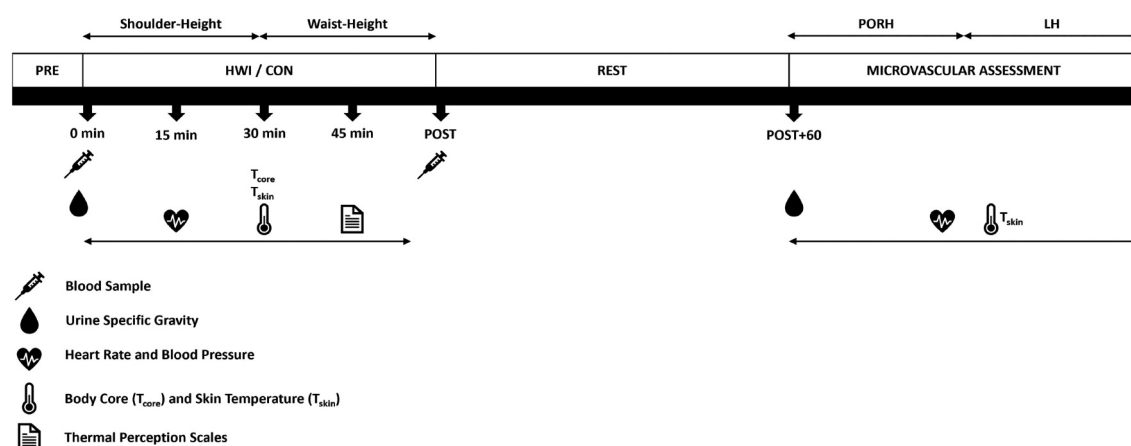 Shoulder-Height Waist-Height PORH LH
PRE HWI / CON REST MICROVASCULAR ASSESSMENT
0 min 15 min 30 min 45 min POST POST+60
Tcore
Tskin
Tskin
Blood Sample
Urine Specific Gravity
Heart Rate and Blood Pressure
Body Core (Tcore) and Skin Temperature (Tskin)
Thermal Perception Scales